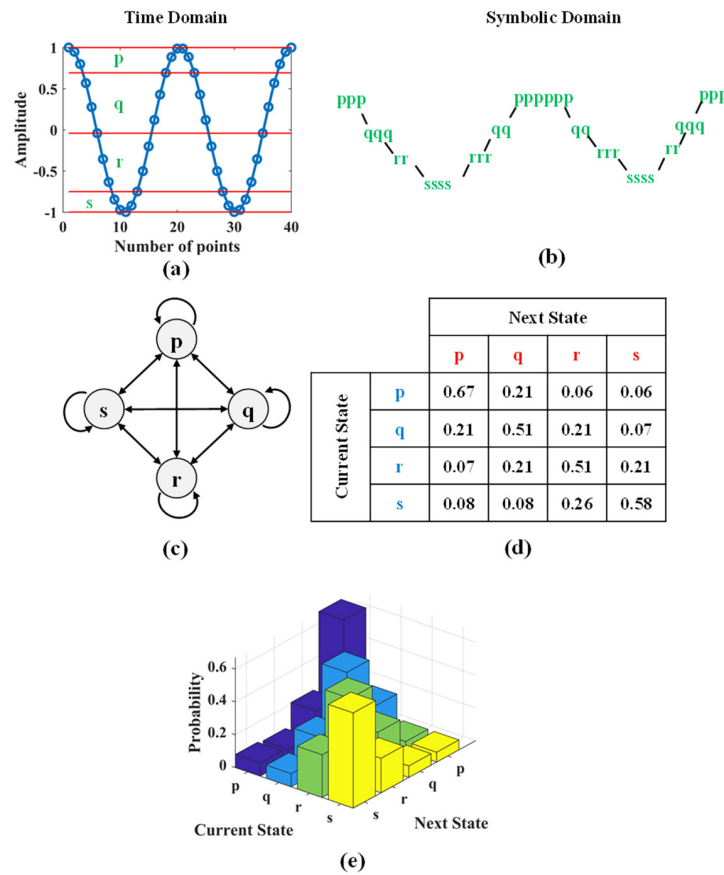 Time Domain
Symbolic Domain
1
0.5
0
-0.5
-1
Amplitude
p
q
r
s
0
10
20
30
40
Number of points
(a)
ppp
qqq
rr
ssss
rrr
qq
pppppp
qq
rrr
ssss
rr
qqq
ppp
(b)
p
s
q
r
(c)
Next State
p q r s
Current State
p 0.67 0.21 0.06 0.06
q 0.21 0.51 0.21 0.07
r 0.07 0.21 0.51 0.21
s 0.08 0.08 0.26 0.58
(d)
Probability
0.6
0.4
0.2
0
p
q
r
s
s
r
q
p
Current State
Next State
(e)